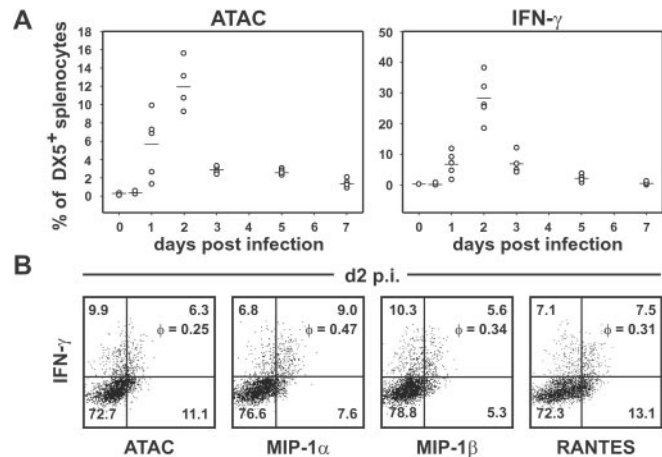 A
ATAC
IFN-γ
% of DX5+ splenocytes
18
16
14
12
10
8
6
4
2
0
0 1 2 3 4 5 6 7
days post infection
50
40
30
20
10
0
0 1 2 3 4 5 6 7
days post infection
B
d2 p.i.
IFN-γ
9.9 6.3
ϕ = 0.25
72.7 11.1
ATAC
6.8 9.0
ϕ = 0.47
76.6 7.6
MIP-1α
10.3 5.6
ϕ = 0.34
78.8 5.3
MIP-1β
7.1 7.5
ϕ = 0.31
72.3 13.1
RANTES